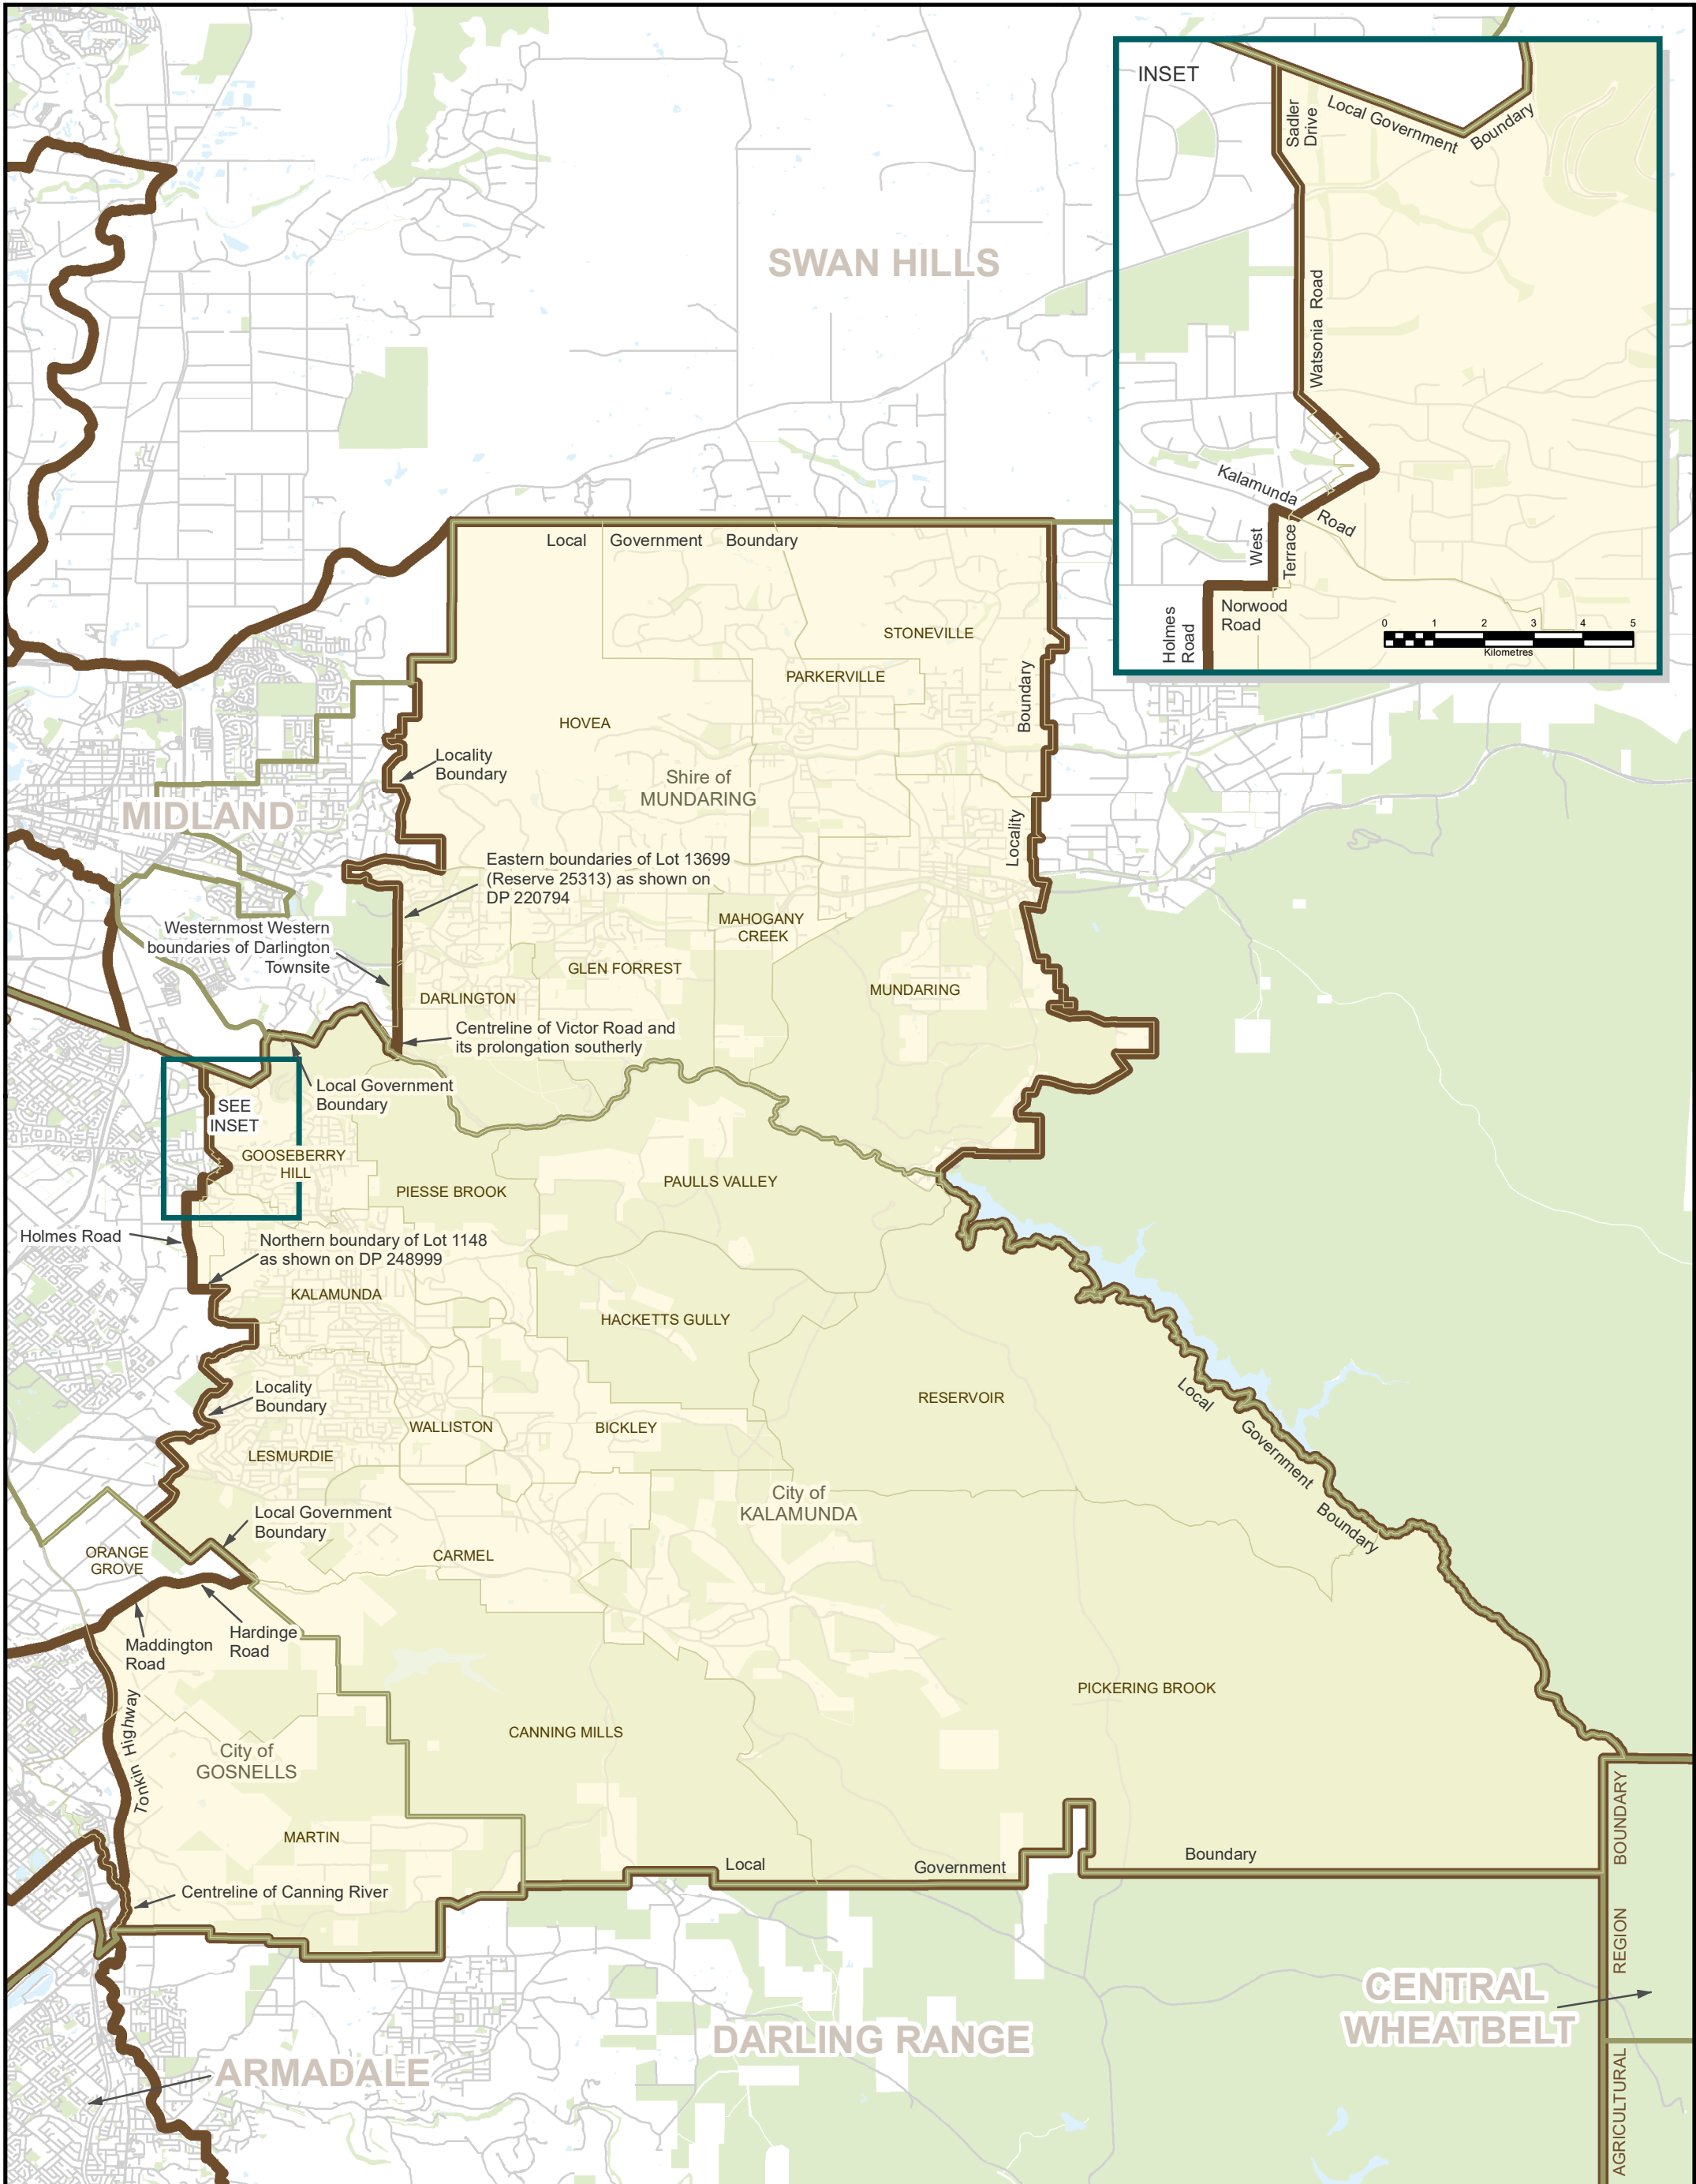 INSET
Sadler
Drive
Local Government Boundary
Watsonia Road
Kalamunda Road
West
Terrace
Norwood
Road
Holmes
Road
0 1 2 3 4 5
Kilometres
SWAN HILLS
Local Government Boundary
STONEVILLE
PARKERVILLE
HOVEA
Boundary
Locality
Locality
Boundary
Shire of
MUNDARING
MIDLAND
Eastern boundaries of Lot 13699
(Reserve 25313) as shown on
DP 220794
Westernmost Western
boundaries of Darlington
Townsite
MAHOGANY
CREEK
GLEN FORREST
DARLINGTON
MUNDARING
Centreline of Victor Road and
its prolongation southerly
Local Government
Boundary
SEE
INSET
GOOSEBERRY
HILL
PIESSE BROOK
PAULLS VALLEY
Holmes Road
Northern boundary of Lot 1148
as shown on DP 248999
KALAMUNDA
HACKETTS GULLY
Locality
Boundary
RESERVOIR
WALLISTON
BICKLEY
LESMURDIE
Local Government Boundary
City of
KALAMUNDA
Local Government
Boundary
ORANGE
GROVE
CARMEL
Maddington
Road
Hardinge
Road
PICKERING BROOK
Tonkin Highway
CANNING MILLS
City of
GOSNELLS
MARTIN
Local Government Boundary
Centreline of Canning River
BOUNDARY
REGION
AGRICULTURAL
CENTRAL
WHEATBELT
DARLING RANGE
ARMADALE